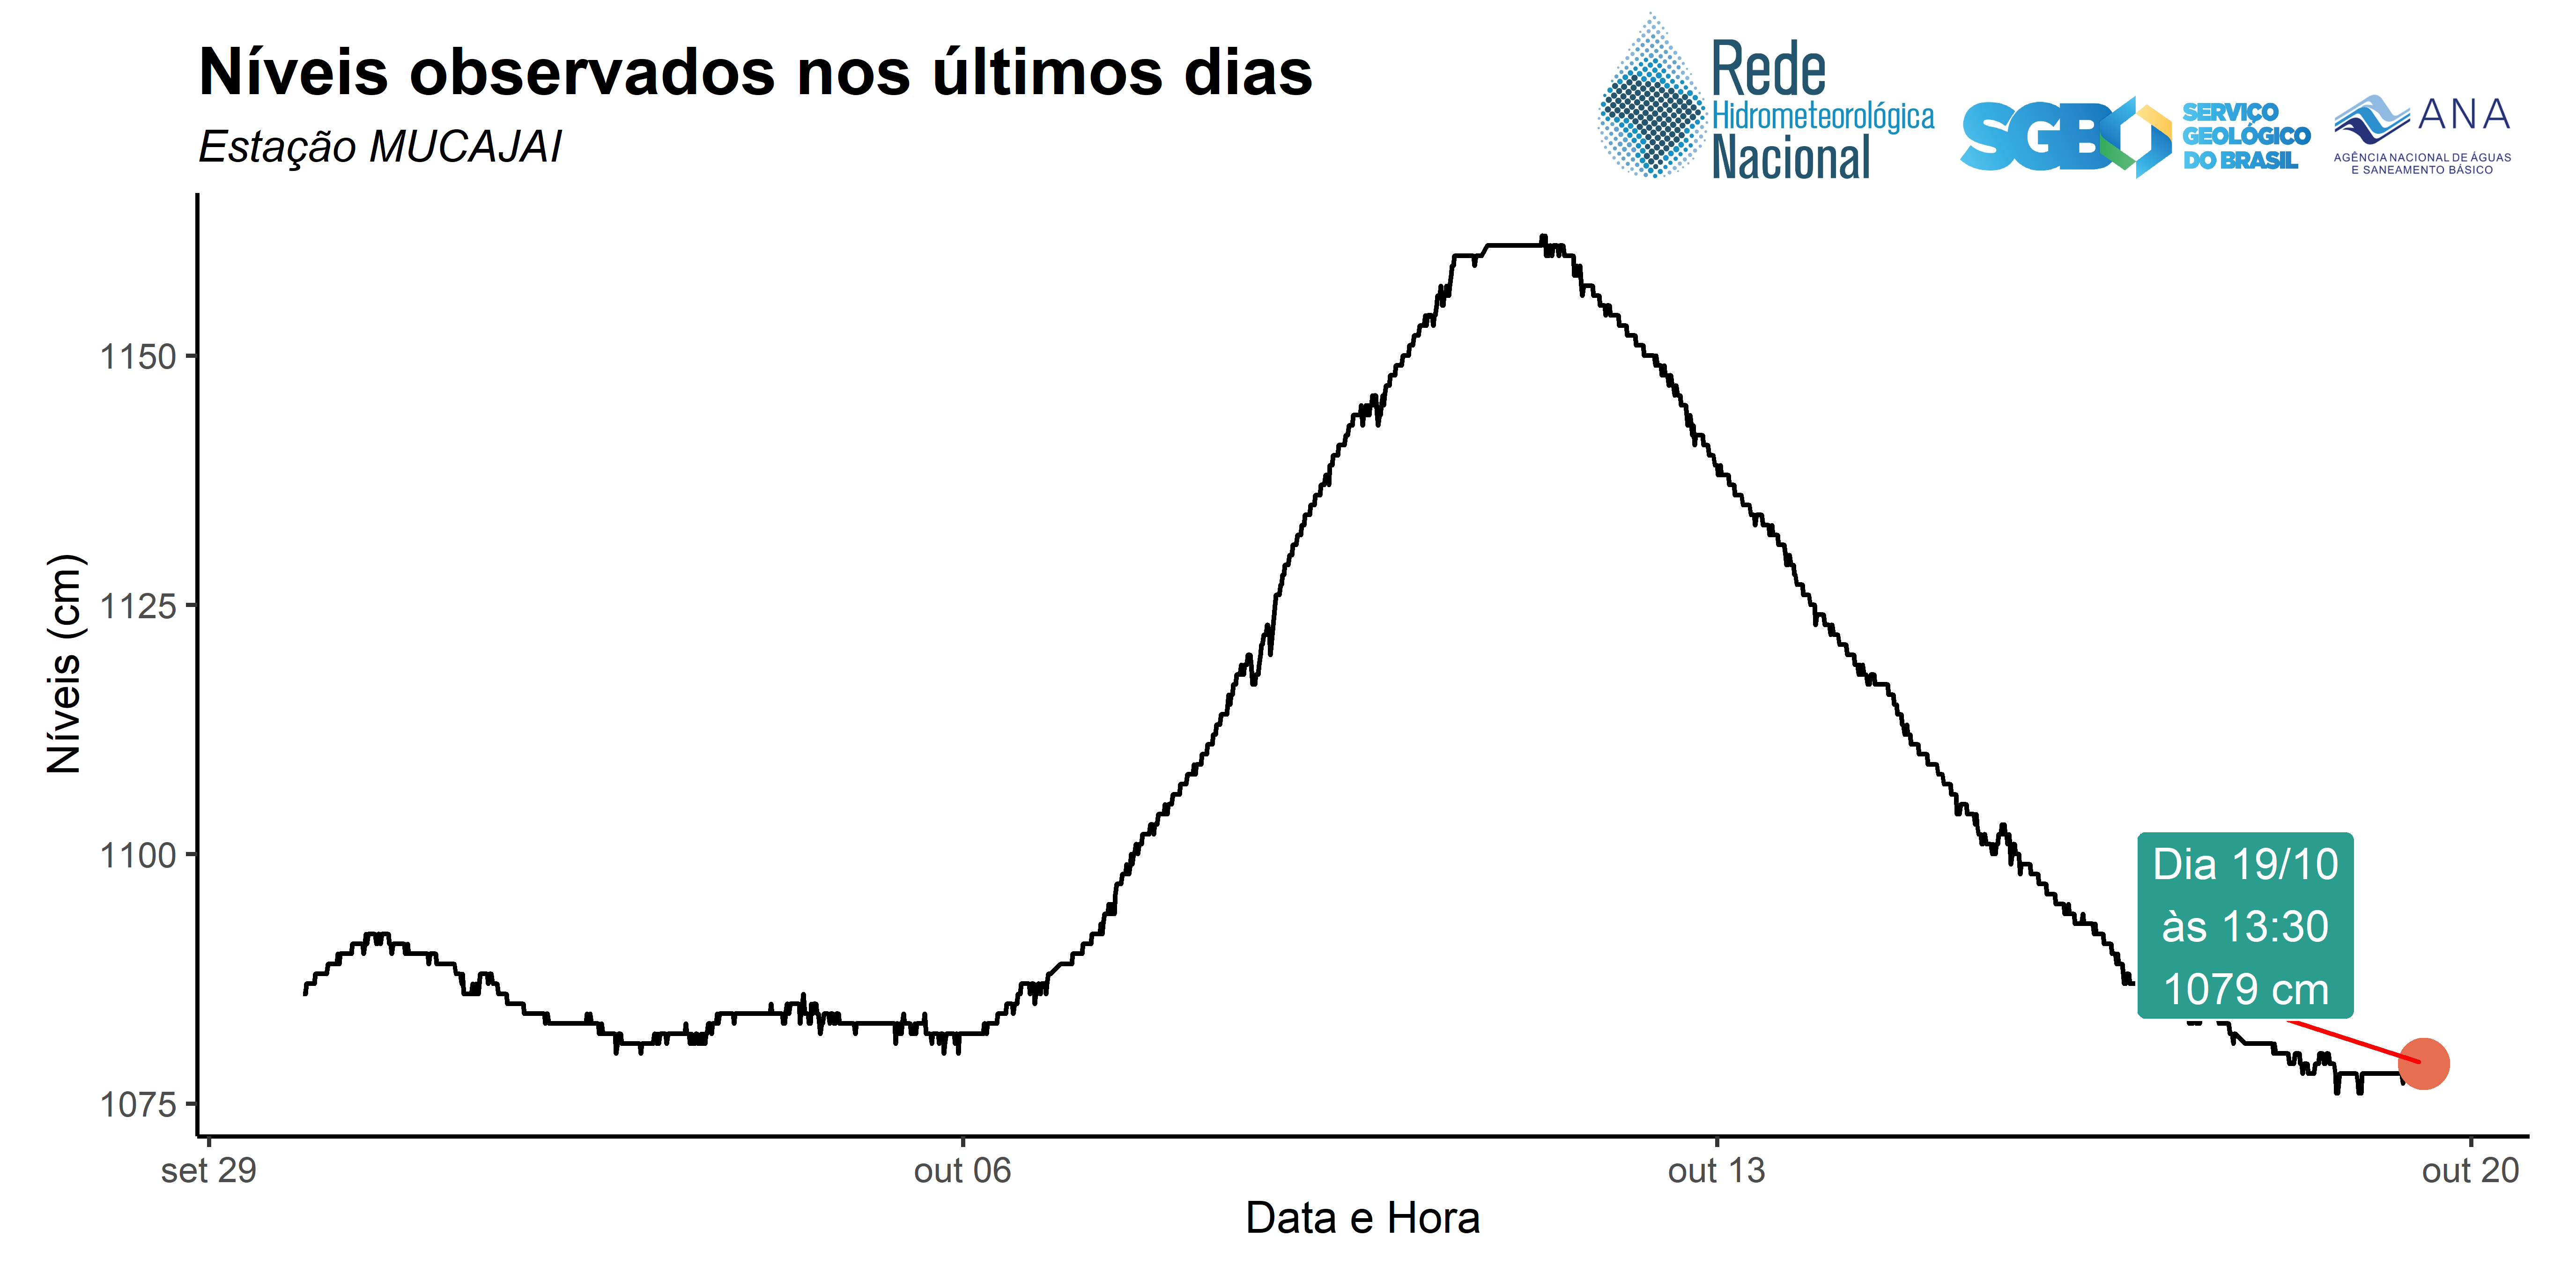 Níveis observados nos últimos dias
Estação MUCAJAI
Rede
Hidrometeorológica
Nacional
SGB
SERVIÇO
GEOLÓGICO
DO BRASIL
ANA
AGÊNCIA NACIONAL DE ÁGUAS
E SANEAMENTO BÁSICO
Níveis (cm)
1150
1125
1100
1075
Dia 19/10
às 13:30
1079 cm
set 29
out 06
out 13
out 20
Data e Hora